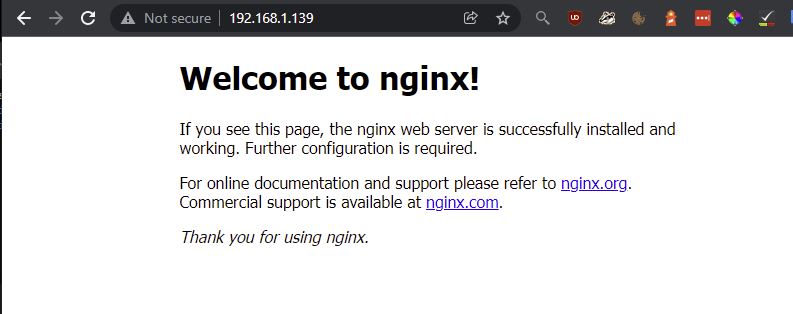 Not secure 192.168.1.139
Welcome to nginx!
If you see this page, the nginx web server is successfully installed and
working. Further configuration is required.
For online documentation and support please refer to nginx.org.
Commercial support is available at nginx.com.
Thank you for using nginx.